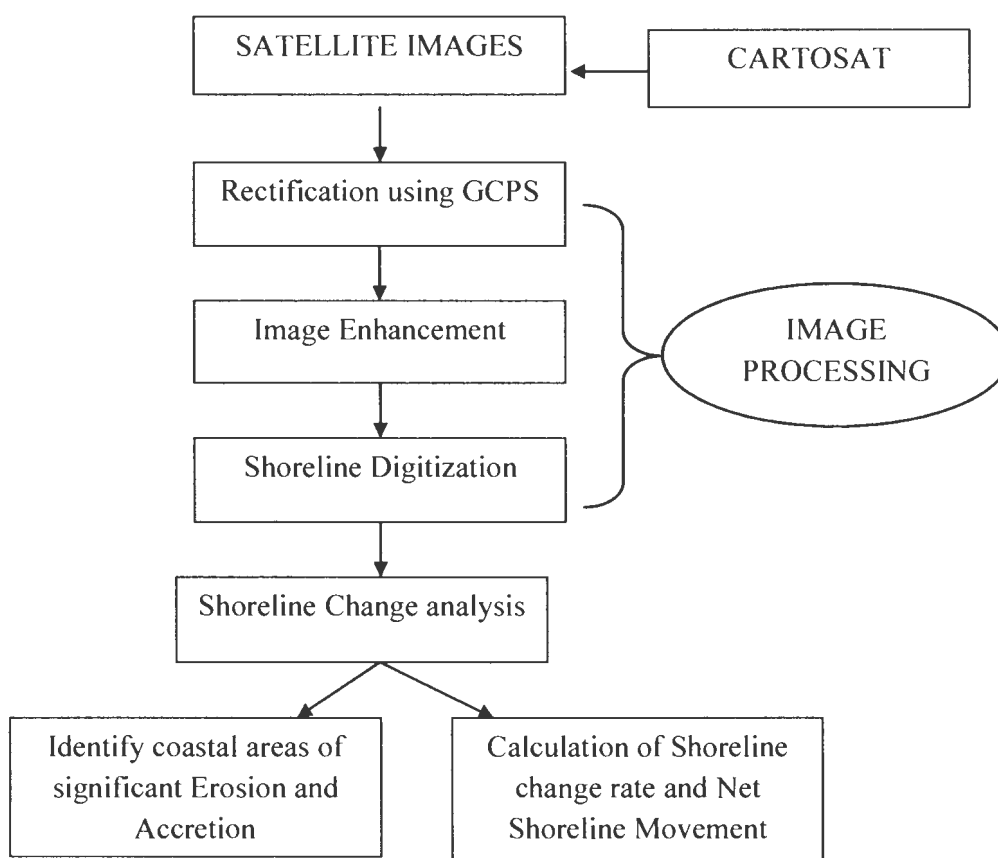 SATELLITE IMAGES
CARTOSAT
Rectification using GCPS
Image Enhancement
IMAGE
PROCESSING
Shoreline Digitization
Shoreline Change analysis
Identify coastal areas of
significant Erosion and
Accretion
Calculation of Shoreline
change rate and Net
Shoreline Movement